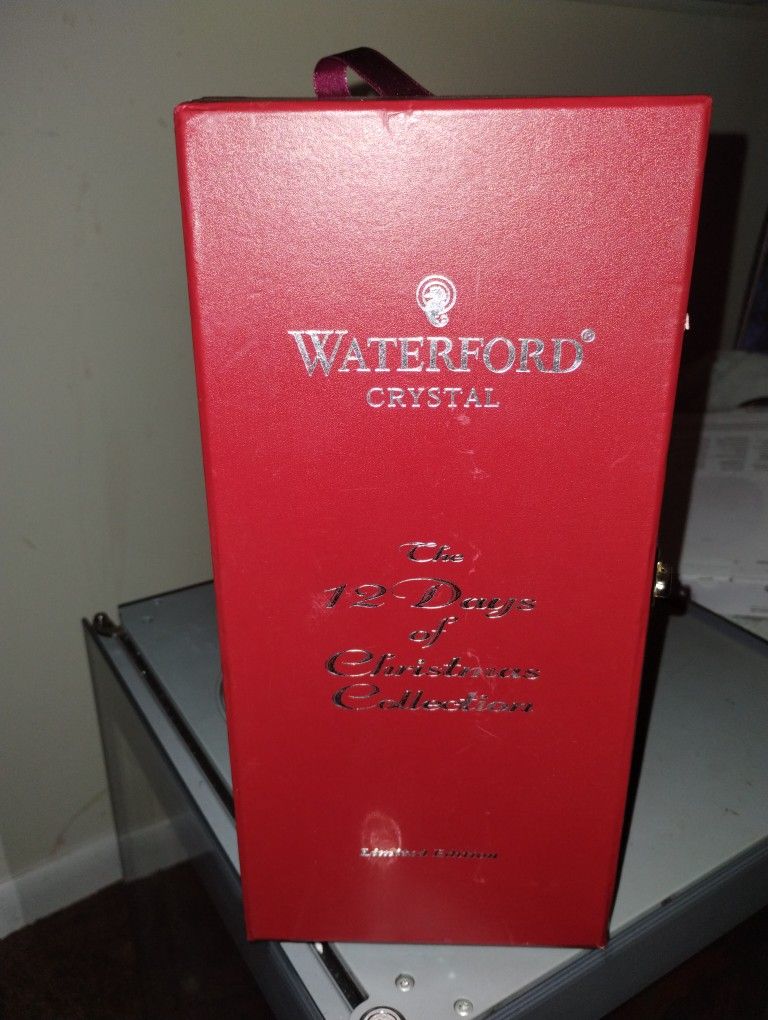 WATERFORD®
CRYSTAL
The
12 Days
of
Christmas
Collection
Limited Edition